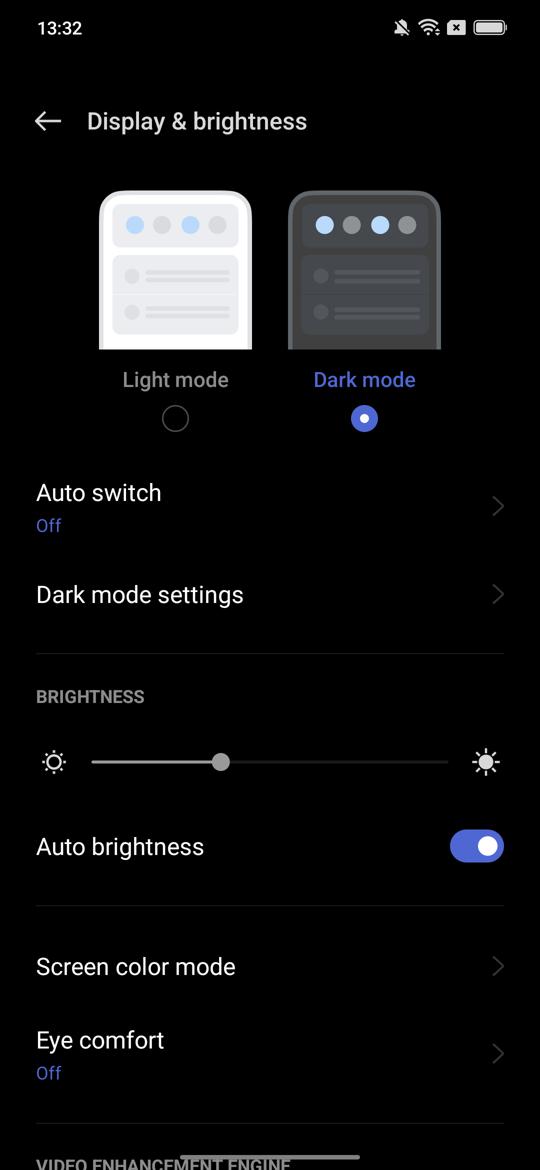 13:32
Display & brightness
Light mode
Dark mode
Auto switch
Off
Dark mode settings
BRIGHTNESS
Auto brightness
Screen color mode
Eye comfort
Off
VIDEO ENHANCEMENT ENGINE